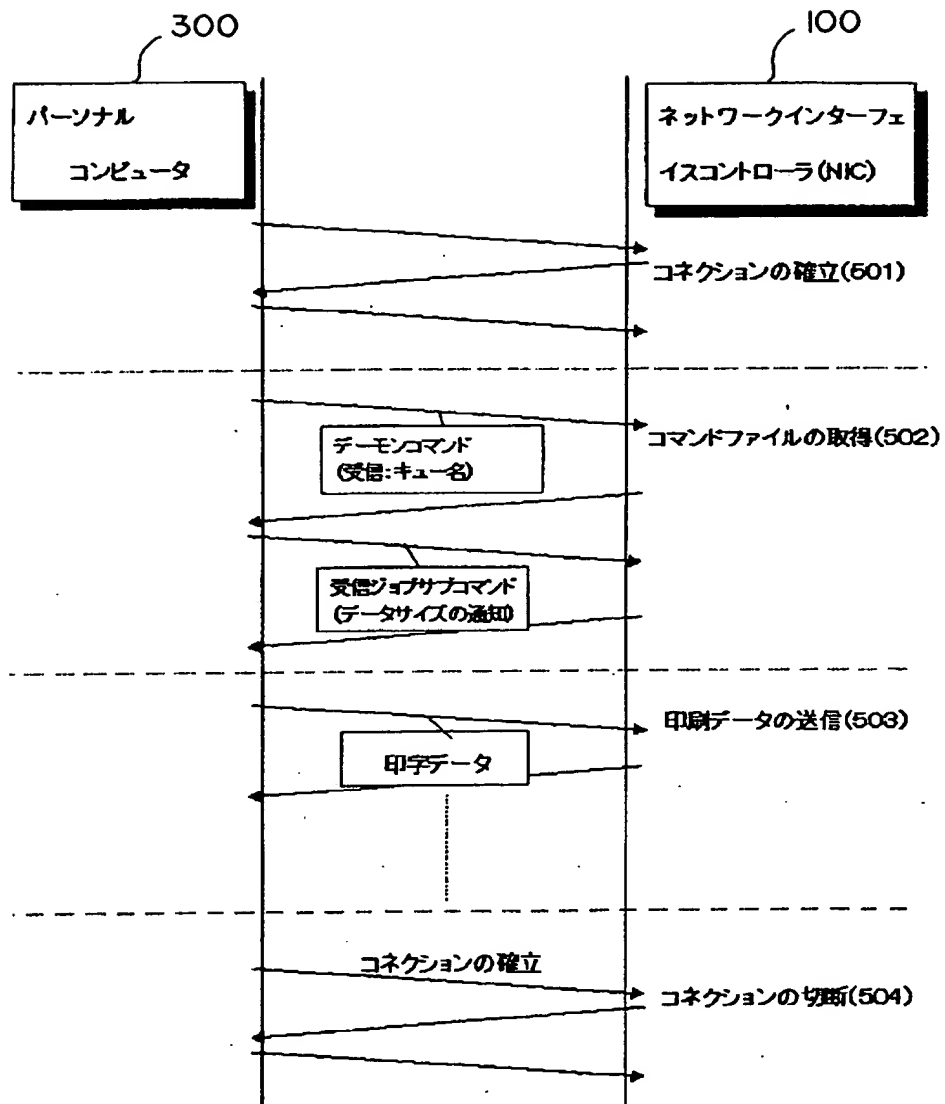 300
100
パーソナル
コンピュータ
ネットワークインターフェ
イスコントローラ(NIC)
コネクションの確立(501)
コマンドファイルの取得(502)
デーモンコマンド
(受信:キュー名)
受信ジョブサブコマンド
(データサイズの通知)
印刷データの送信(503)
印字データ
コネクションの確立
コネクションの切断(504)